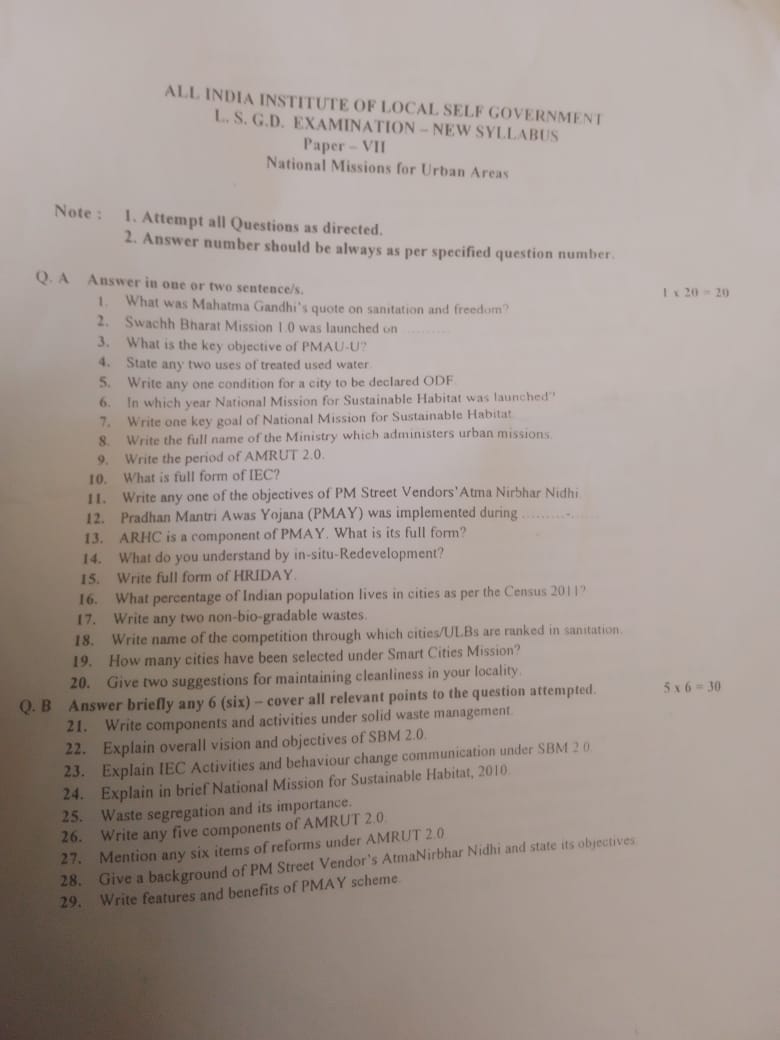 ALL INDIA INSTITUTE OF LOCAL SELF GOVERNMENT
L. S. G.D. EXAMINATION – NEW SYLLABUS
Paper – VII
National Missions for Urban Areas
Note : 1. Attempt all Questions as directed.
2. Answer number should be always as per specified question number.
Q. A Answer in one or two sentence/s. 1 x 20 = 20
1. What was Mahatma Gandhi's quote on sanitation and freedom?
2. Swachh Bharat Mission 1.0 was launched on ..........
3. What is the key objective of PMAU-U?
4. State any two uses of treated used water.
5. Write any one condition for a city to be declared ODF.
6. In which year National Mission for Sustainable Habitat was launched"
7. Write one key goal of National Mission for Sustainable Habitat.
8. Write the full name of the Ministry which administers urban missions.
9. Write the period of AMRUT 2.0.
10. What is full form of IEC?
11. Write any one of the objectives of PM Street Vendors'Atma Nirbhar Nidhi.
12. Pradhan Mantri Awas Yojana (PMAY) was implemented during .........-......
13. ARHC is a component of PMAY. What is its full form?
14. What do you understand by in-situ-Redevelopment?
15. Write full form of HRIDAY.
16. What percentage of Indian population lives in cities as per the Census 2011?
17. Write any two non-bio-gradable wastes.
18. Write name of the competition through which cities/ULBs are ranked in sanitation.
19. How many cities have been selected under Smart Cities Mission?
20. Give two suggestions for maintaining cleanliness in your locality.
Q. B Answer briefly any 6 (six) – cover all relevant points to the question attempted. 5 x 6 = 30
21. Write components and activities under solid waste management.
22. Explain overall vision and objectives of SBM 2.0.
23. Explain IEC Activities and behaviour change communication under SBM 2.0.
24. Explain in brief National Mission for Sustainable Habitat, 2010.
25. Waste segregation and its importance.
26. Write any five components of AMRUT 2.0.
27. Mention any six items of reforms under AMRUT 2.0
28. Give a background of PM Street Vendor's AtmaNirbhar Nidhi and state its objectives.
29. Write features and benefits of PMAY scheme.